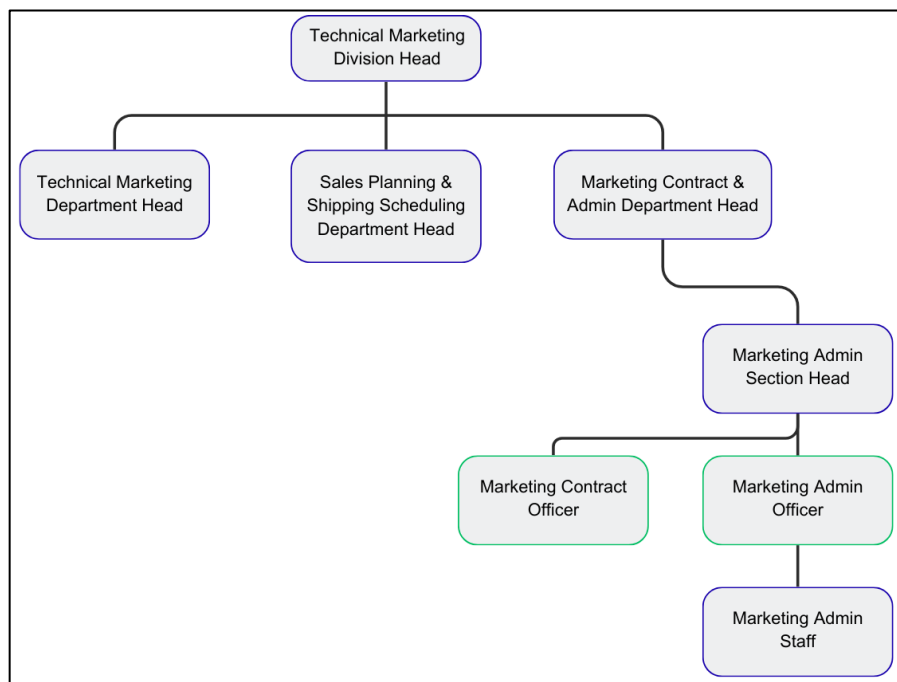 Technical Marketing
Division Head
Technical Marketing
Department Head
Sales Planning &
Shipping Scheduling
Department Head
Marketing Contract &
Admin Department Head
Marketing Admin
Section Head
Marketing Contract
Officer
Marketing Admin
Officer
Marketing Admin
Staff